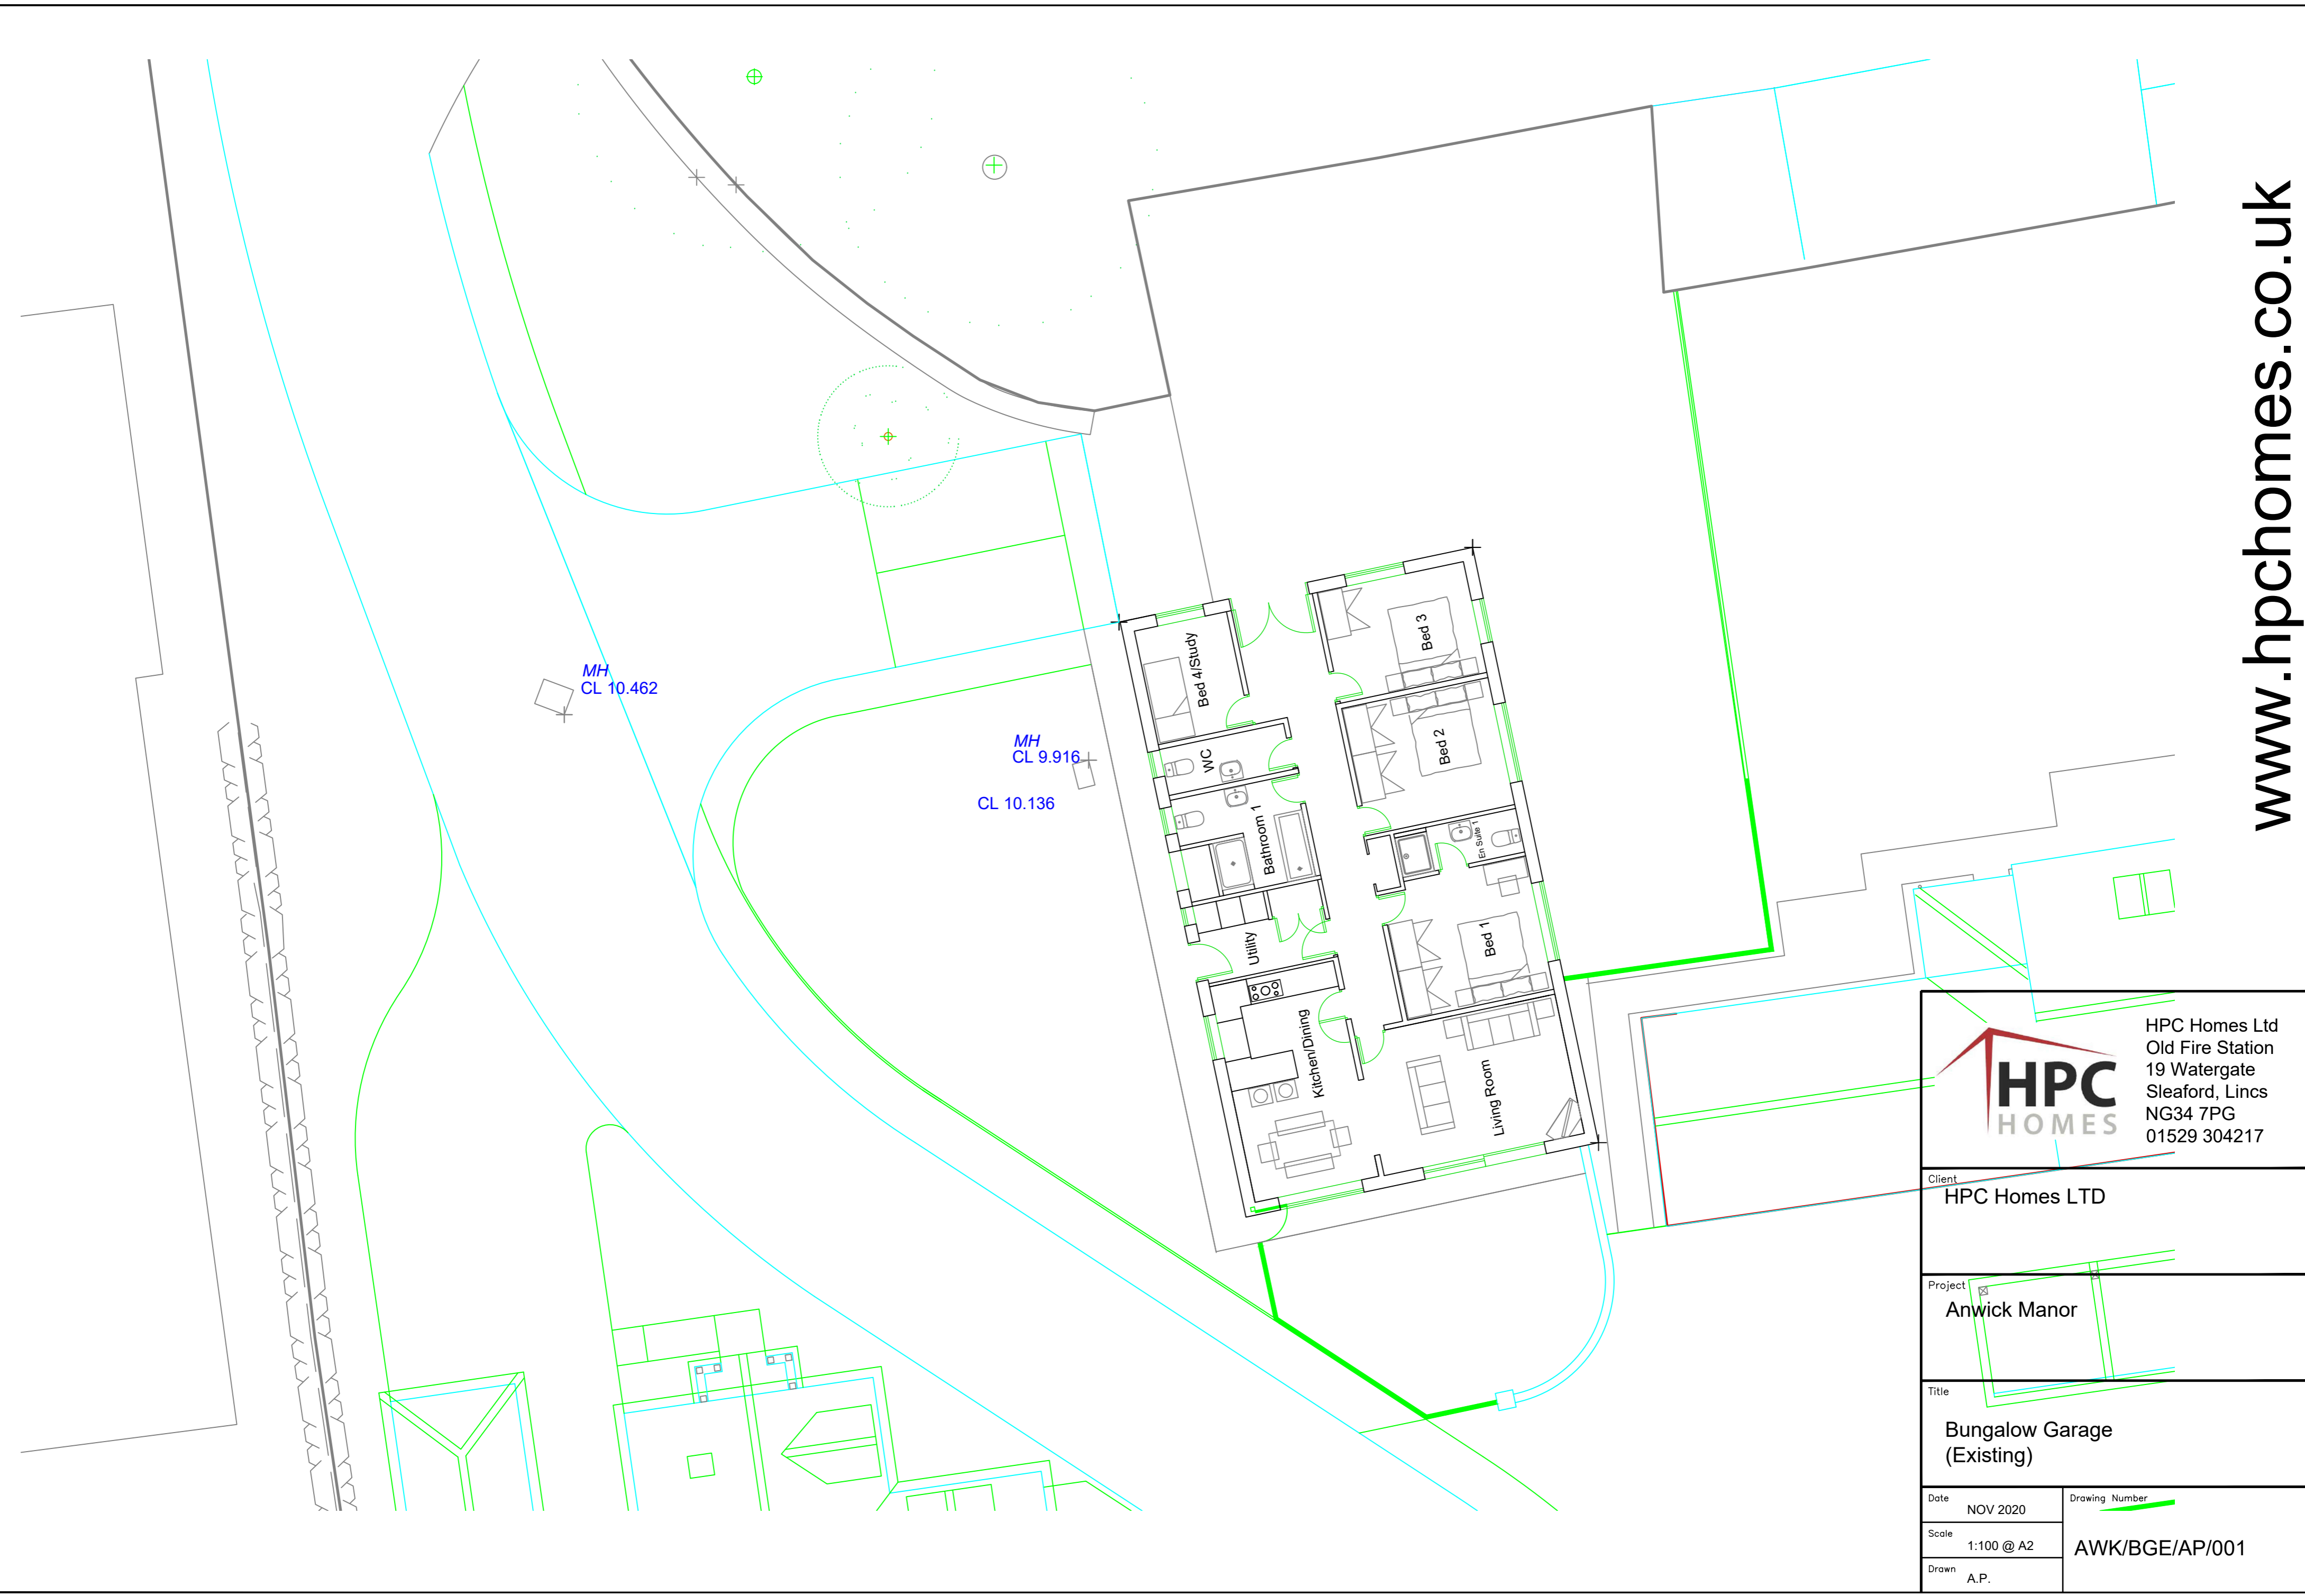 www.hpchomes.co.uk
MH
CL 10.462
MH
CL 9.916
CL 10.136
Bed 4/Study
Bed 3
WC
Bed 2
Bathroom 1
En Suite 1
Utility
Bed 1
Kitchen/Dining
Living Room
HPC
HOMES
HPC Homes Ltd
Old Fire Station
19 Watergate
Sleaford, Lincs
NG34 7PG
01529 304217
Client
HPC Homes LTD
Project
Anwick Manor
Title
Bungalow Garage
(Existing)
Date
NOV 2020
Scale
1:100 @ A2
Drawn
A.P.
Drawing Number
AWK/BGE/AP/001